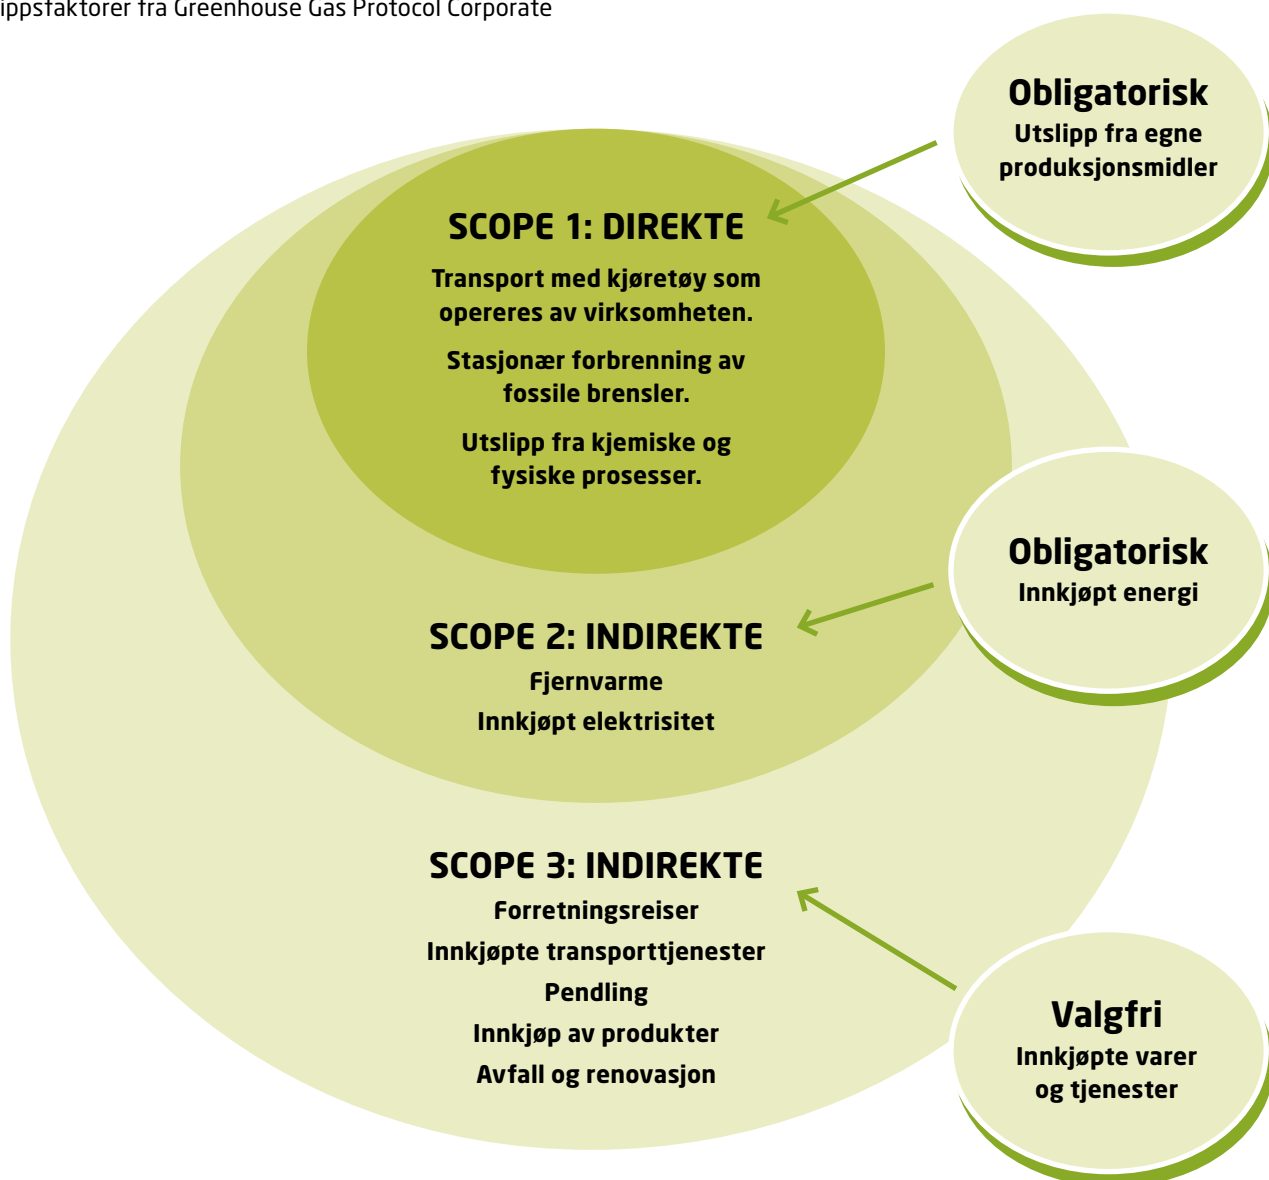 ippsfaktorer fra Greenhouse Gas Protocol Corporate
Obligatorisk
Utslipp fra egne
produksjonsmidler
SCOPE 1: DIREKTE
Transport med kjøretøy som
opereres av virksomheten.
Stasjonær forbrenning av
fossile brensler.
Utslipp fra kjemiske og
fysiske prosesser.
Obligatorisk
Innkjøpt energi
SCOPE 2: INDIREKTE
Fjernvarme
Innkjøpt elektrisitet
SCOPE 3: INDIREKTE
Forretningsreiser
Innkjøpte transporttjenester
Pendling
Innkjøp av produkter
Avfall og renovasjon
Valgfri
Innkjøpte varer
og tjenester